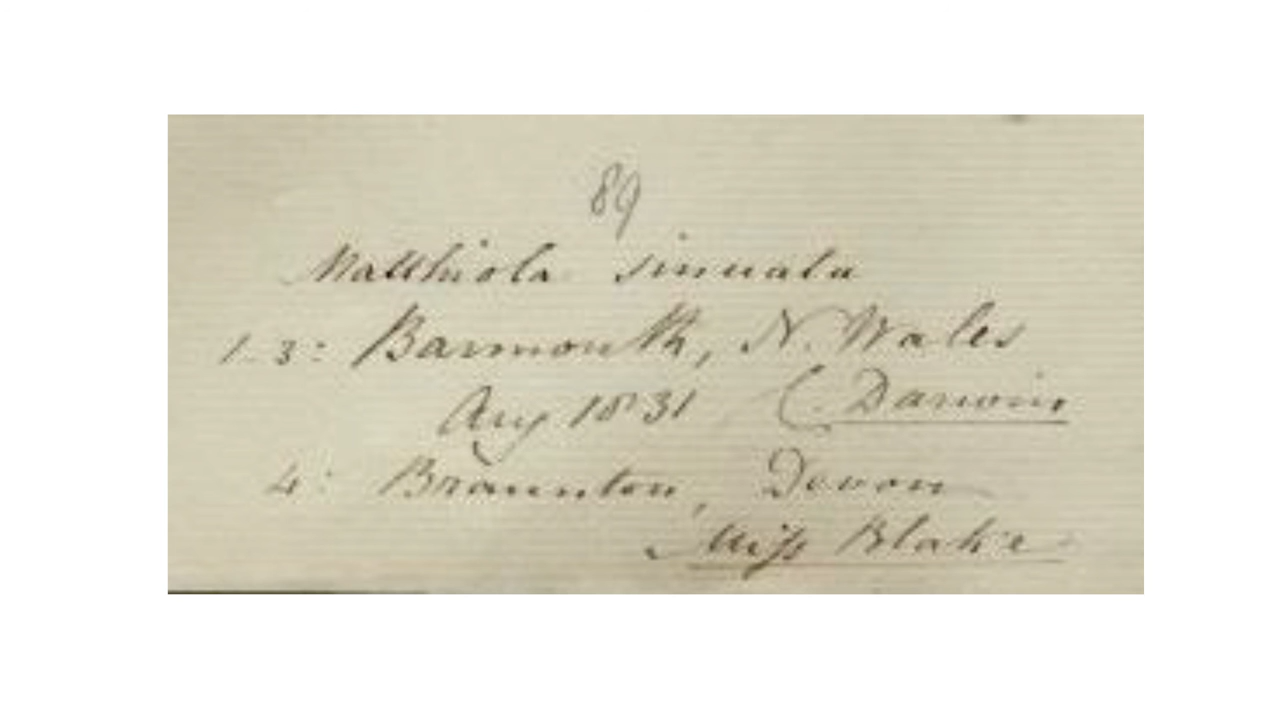 89
Matthiola sinuata
1-3: Barmouth, N. Wales
Aug 1831 C. Darwin
4: Braunton, Devon
Miss Blake